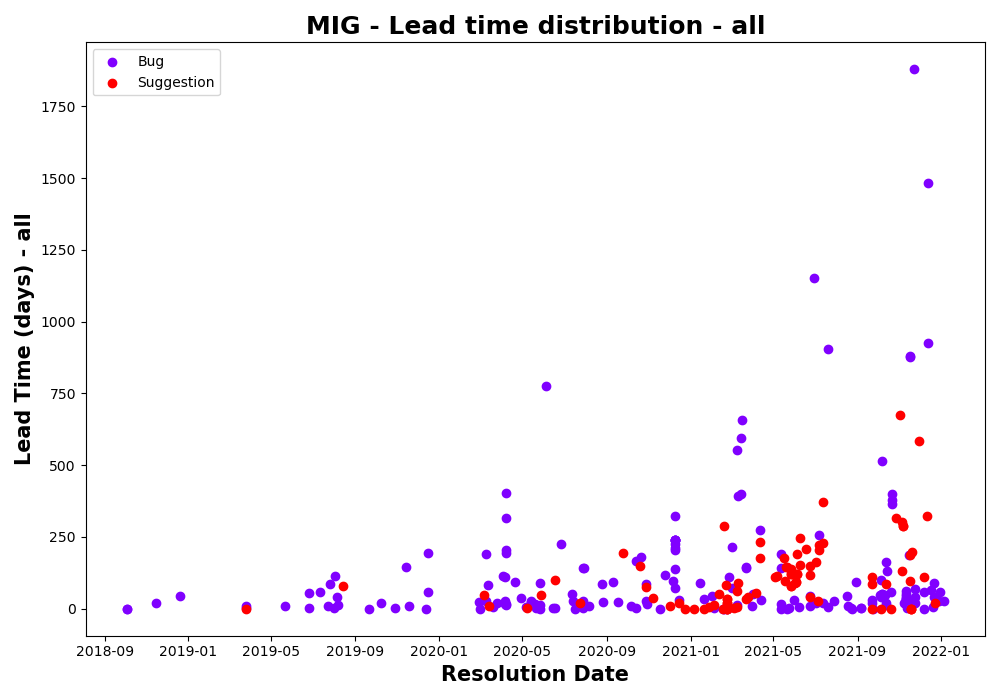 MIG - Lead time distribution - all
Bug
Suggestion
Lead Time (days) - all
1750
1500
1250
1000
750
500
250
0
2018-09 2019-01 2019-05 2019-09 2020-01 2020-05 2020-09 2021-01 2021-05 2021-09 2022-01
Resolution Date